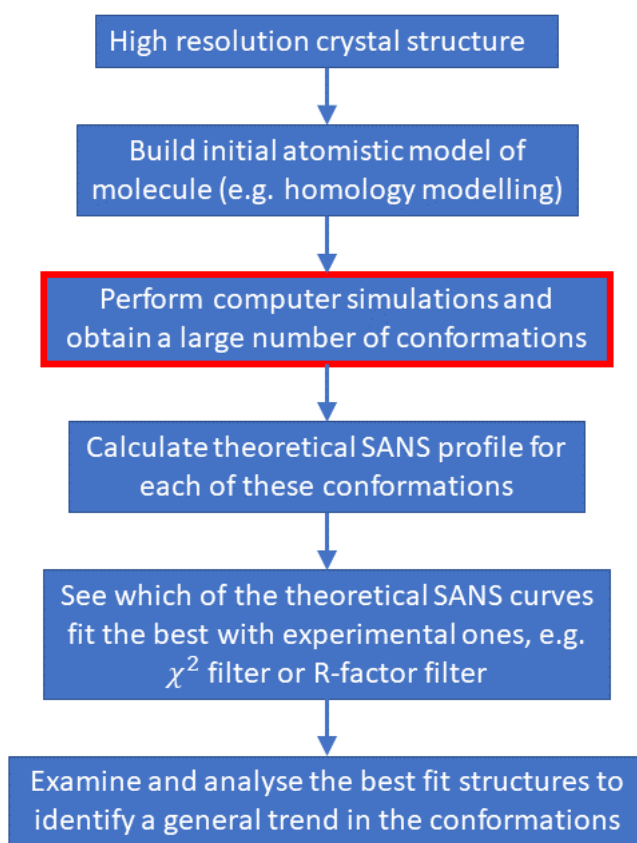 High resolution crystal structure
Build initial atomistic model of
molecule (e.g. homology modelling)
Perform computer simulations and
obtain a large number of conformations
Calculate theoretical SANS profile for
each of these conformations
See which of the theoretical SANS curves
fit the best with experimental ones, e.g.
χ² filter or R-factor filter
Examine and analyse the best fit structures to
identify a general trend in the conformations